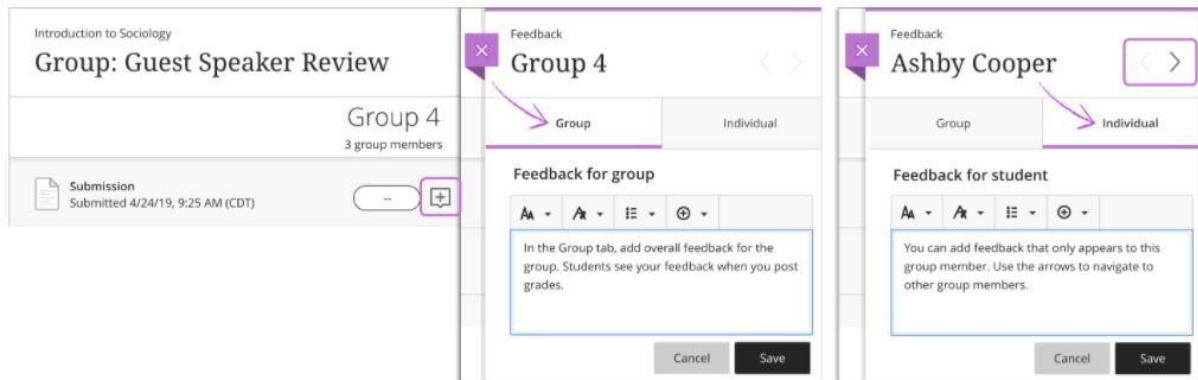 Introduction to Sociology
Group: Guest Speaker Review
Group 4
3 group members
Submission
Submitted 4/24/19, 9:25 AM (CDT)
--
Feedback
Group 4
Group
Individual
Feedback for group
In the Group tab, add overall feedback for the
group. Students see your feedback when you post
grades.
Cancel
Save
Feedback
Ashby Cooper
Group
Individual
Feedback for student
You can add feedback that only appears to this
group member. Use the arrows to navigate to
other group members.
Cancel
Save